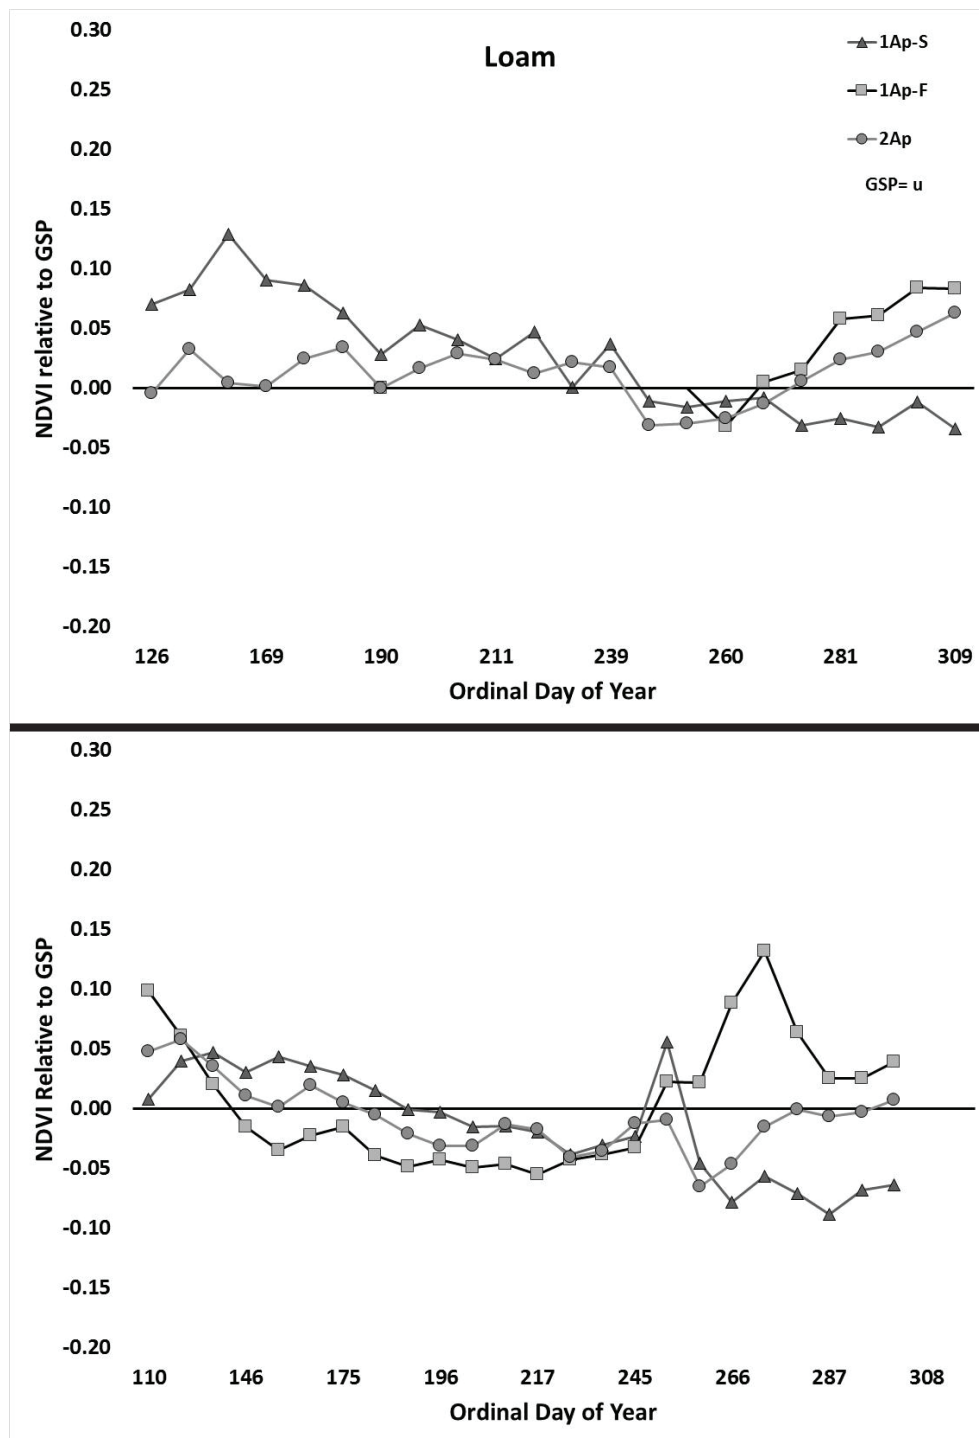 Loam
1Ap-S
1Ap-F
2Ap
GSP= u
NDVI relative to GSP
0.30
0.25
0.20
0.15
0.10
0.05
0.00
-0.05
-0.10
-0.15
-0.20
126 169 190 211 239 260 281 309
Ordinal Day of Year
NDVI Relative to GSP
0.30
0.25
0.20
0.15
0.10
0.05
0.00
-0.05
-0.10
-0.15
-0.20
110 146 175 196 217 245 266 287 308
Ordinal Day of Year